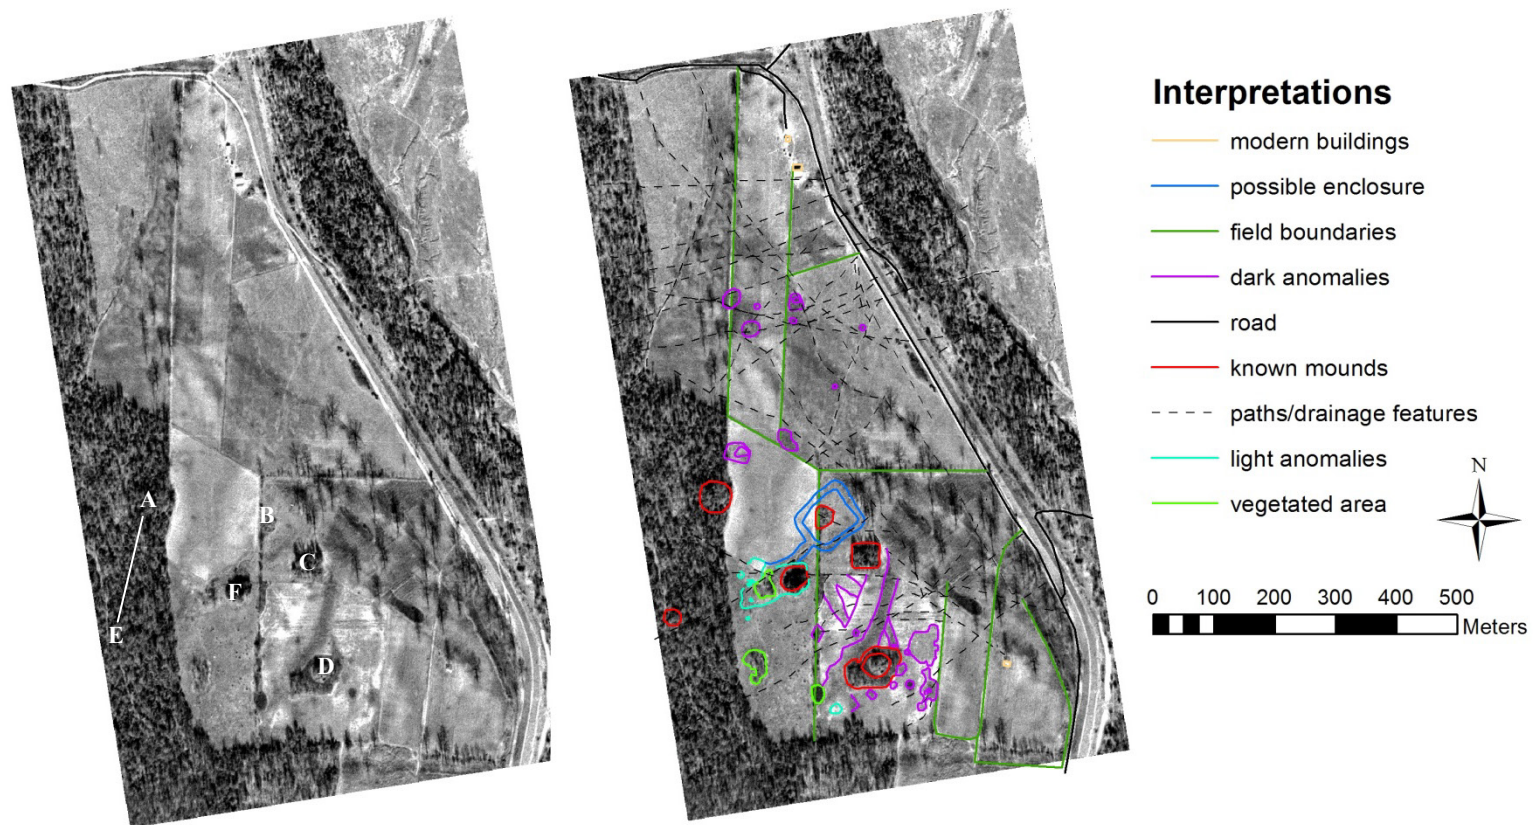 A
B
C
F
E
D
Interpretations
modern buildings
possible enclosure
field boundaries
dark anomalies
road
known mounds
paths/drainage features
light anomalies
vegetated area
N
0 100 200 300 400 500
Meters